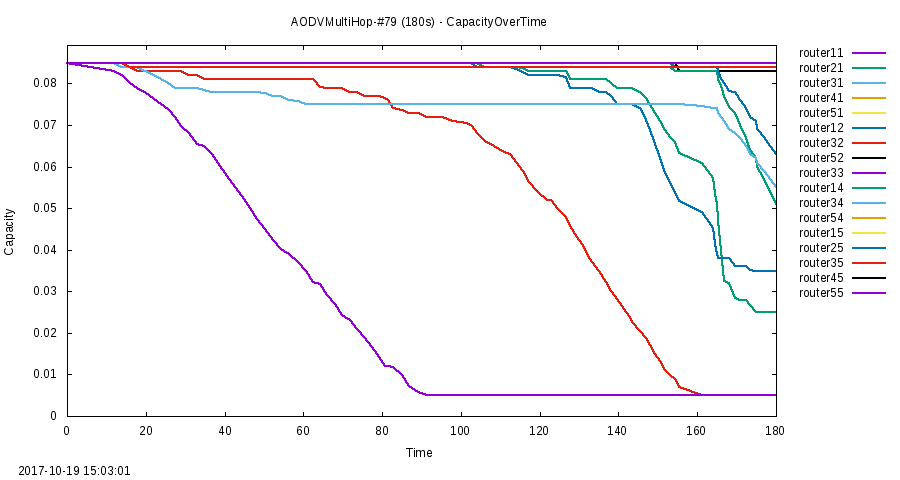 AODVMultiHop-#79 (180s) - CapacityOverTime
Capacity
0.08
0.07
0.06
0.05
0.04
0.03
0.02
0.01
0
0 20 40 60 80 100 120 140 160 180
Time
router11
router21
router31
router41
router51
router12
router32
router52
router33
router14
router34
router54
router15
router25
router35
router45
router55
2017-10-19 15:03:01